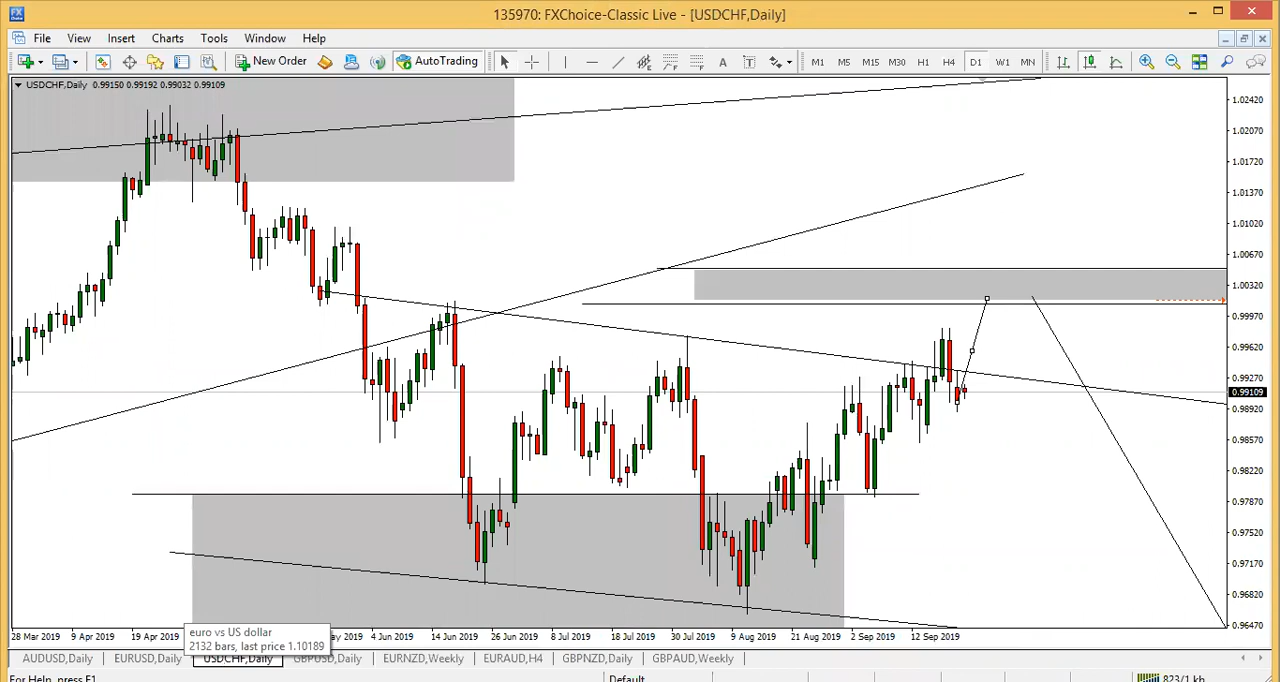 135970: FXChoice-Classic Live - [USDCHF,Daily]
File View Insert Charts Tools Window Help
New Order AutoTrading A T M1 M5 M15 M30 H1 H4 D1 W1 MN
USDCHF,Daily 0.99150 0.99192 0.99032 0.99109
1.02420
1.02070
1.01720
1.01370
1.01020
1.00670
1.00320
0.99970
0.99620
0.99270
0.99109
0.98920
0.98570
0.98220
0.97870
0.97520
0.97170
0.96820
0.96470
28 Mar 2019 9 Apr 2019 19 Apr 2019 May 2019 4 Jun 2019 14 Jun 2019 26 Jun 2019 8 Jul 2019 18 Jul 2019 30 Jul 2019 9 Aug 2019 21 Aug 2019 2 Sep 2019 12 Sep 2019
euro vs US dollar
2132 bars, last price 1.10189
AUDUSD,Daily EURUSD,Daily USDCHF,Daily GBPUSD,Daily EURNZD,Weekly EURAUD,H4 GBPNZD,Daily GBPAUD,Weekly
For Help, press F1 Default 823/1 kb